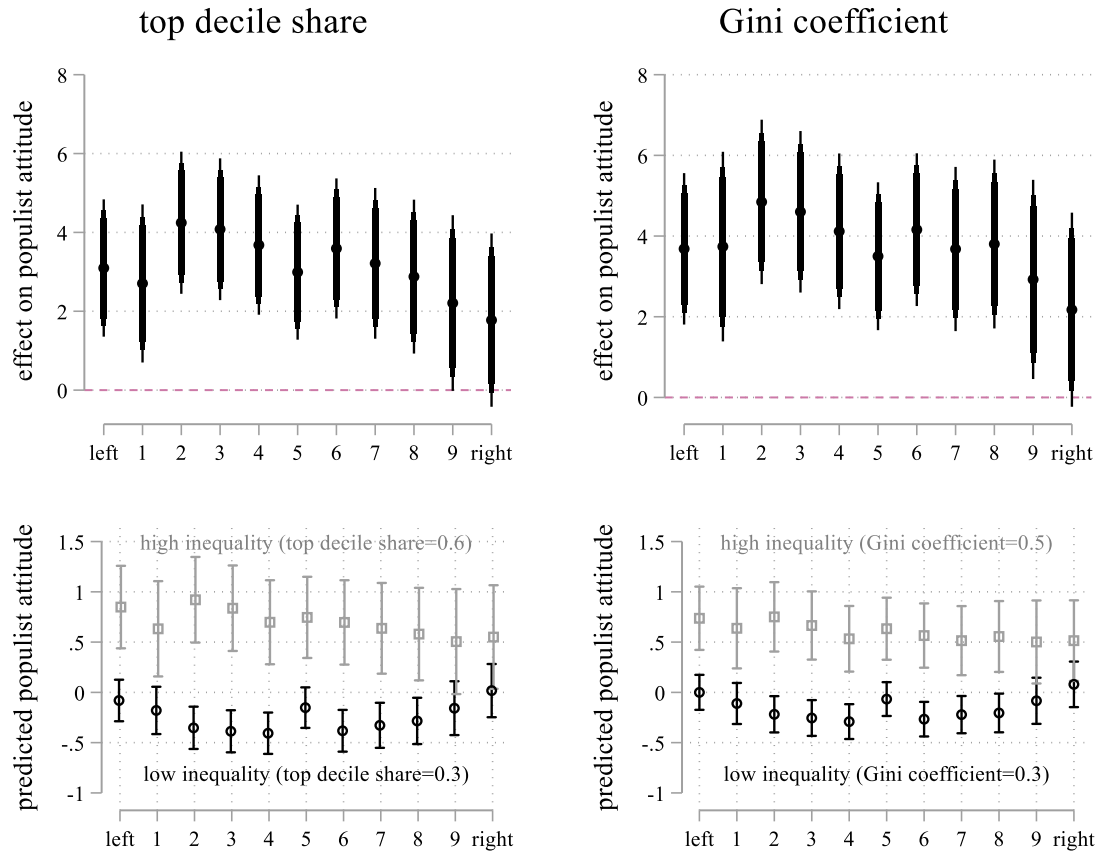 top decile share
Gini coefficient
effect on populist attitude
8
6
4
2
0
left 1 2 3 4 5 6 7 8 9 right
effect on populist attitude
8
6
4
2
0
left 1 2 3 4 5 6 7 8 9 right
predicted populist attitude
1.5
1
.5
0
-.5
-1
high inequality (top decile share=0.6)
low inequality (top decile share=0.3)
left 1 2 3 4 5 6 7 8 9 right
predicted populist attitude
1.5
1
.5
0
-.5
-1
high inequality (Gini coefficient=0.5)
low inequality (Gini coefficient=0.3)
left 1 2 3 4 5 6 7 8 9 right